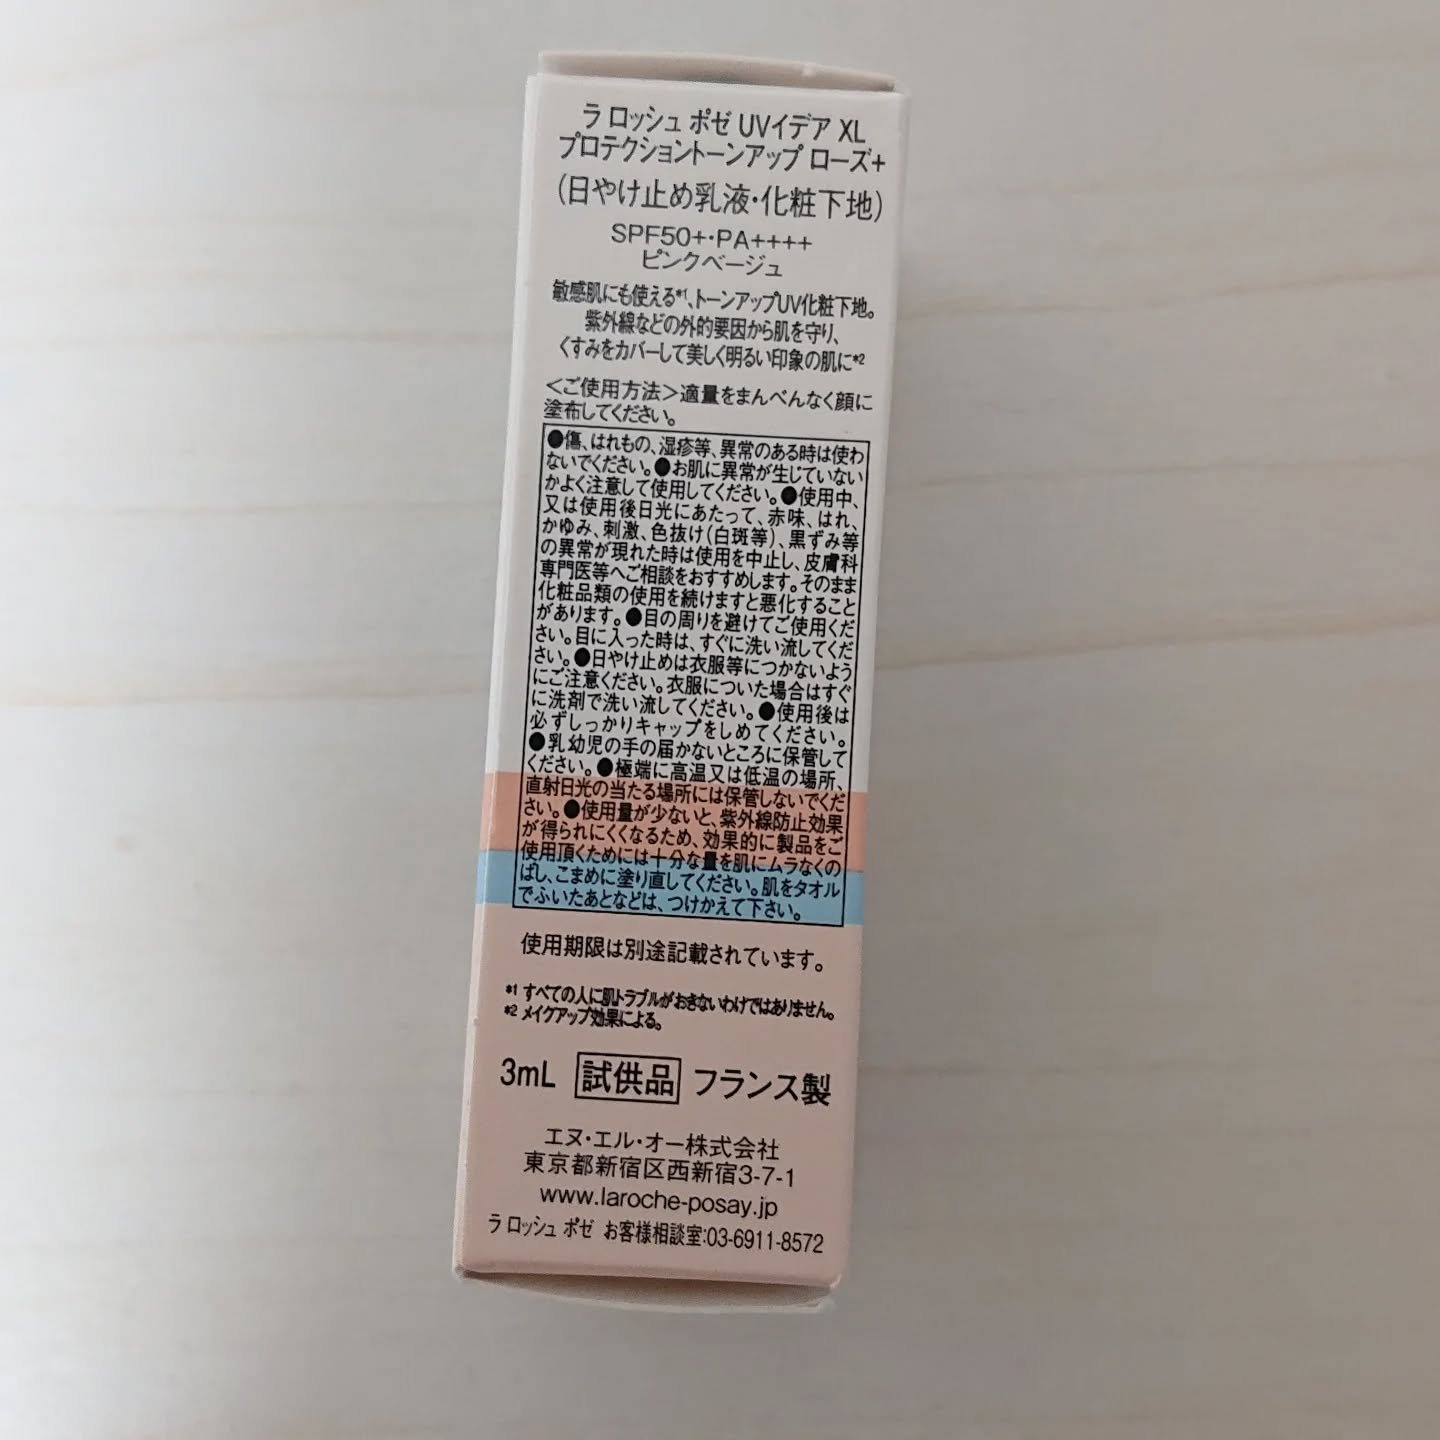 ラ ロッシュ ポゼ UVイデア XL
プロテクショントーンアップ ローズ+
(日やけ止め乳液・化粧下地)
SPF50+・PA++++
ピンクベージュ
敏感肌にも使える*1、トーンアップUV化粧下地。
紫外線などの外的要因から肌を守り、
くすみをカバーして美しく明るい印象の肌に*2
<ご使用方法>適量をまんべんなく顔に
塗布してください。
●傷、はれもの、湿疹等、異常のある時は使わ
ないでください。●お肌に異常が生じていない
かよく注意して使用してください。●使用中、
又は使用後日光にあたって、赤味、はれ、
かゆみ、刺激、色抜け(白斑等)、黒ずみ等
の異常が現れた時は使用を中止し、皮膚科
専門医等へご相談をおすすめします。そのまま
化粧品類の使用を続けますと悪化すること
があります。●目の周りを避けてご使用くだ
さい。目に入った時は、すぐに洗い流してくだ
さい。●日やけ止めは衣服等につかないよう
にご注意ください。衣服についた場合はすぐ
に洗剤で洗い流してください。●使用後は
必ずしっかりキャップをしめてください。
●乳幼児の手の届かないところに保管して
ください。●極端に高温又は低温の場所、
直射日光の当たる場所には保管しないでくだ
さい。●使用量が少ないと、紫外線防止効果
が得られにくくなるため、効果的に製品をご
使用頂くためには十分な量を肌にムラなくの
ばし、こまめに塗り直してください。肌をタオル
でふいたあとなどは、つけかえて下さい。
使用期限は別途記載されています。
*1 すべての人に肌トラブルがおきないわけではありません。
*2 メイクアップ効果による。
3mL 試供品 フランス製
エヌ・エル・オー株式会社
東京都新宿区西新宿3-7-1
www.laroche-posay.jp
ラ ロッシュ ポゼ お客様相談室:03-6911-8572